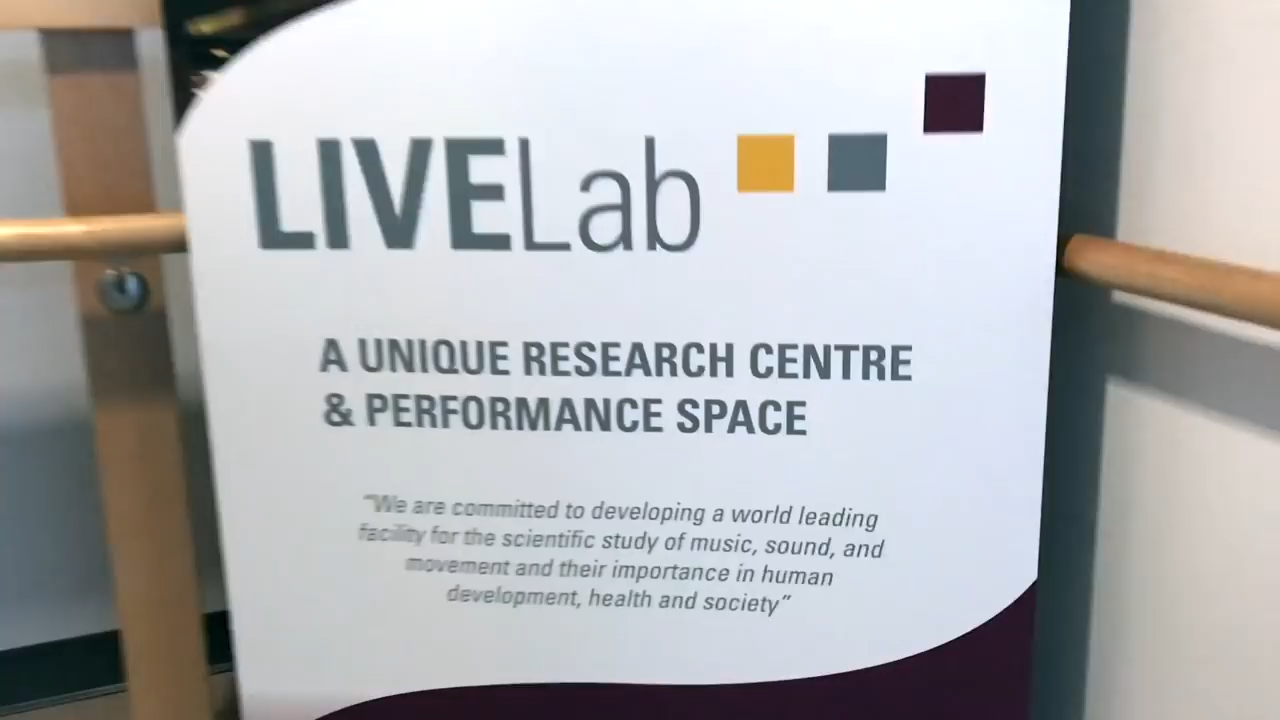 LIVELab
A UNIQUE RESEARCH CENTRE
& PERFORMANCE SPACE
"We are committed to developing a world leading
facility for the scientific study of music, sound, and
movement and their importance in human
development, health and society"